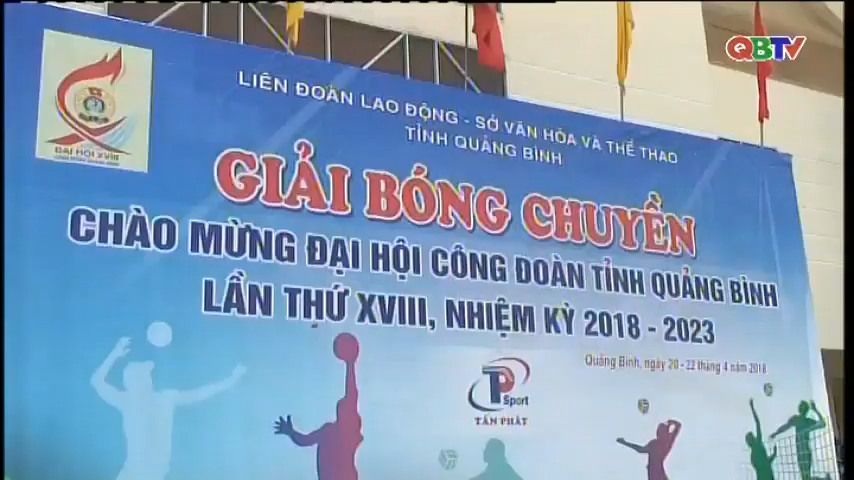 QBTV
LIÊN ĐOÀN LAO ĐỘNG - SỞ VĂN HÓA VÀ THỂ THAO
TỈNH QUẢNG BÌNH
ĐẠI HỘI XVIII
GIẢI BÓNG CHUYỀN
CHÀO MỪNG ĐẠI HỘI CÔNG ĐOÀN TỈNH QUẢNG BÌNH
LẦN THỨ XVIII, NHIỆM KỲ 2018 - 2023
Quảng Bình, ngày 20 - 22 tháng 4 năm 2018
TP
Sport
TẤN PHÁT